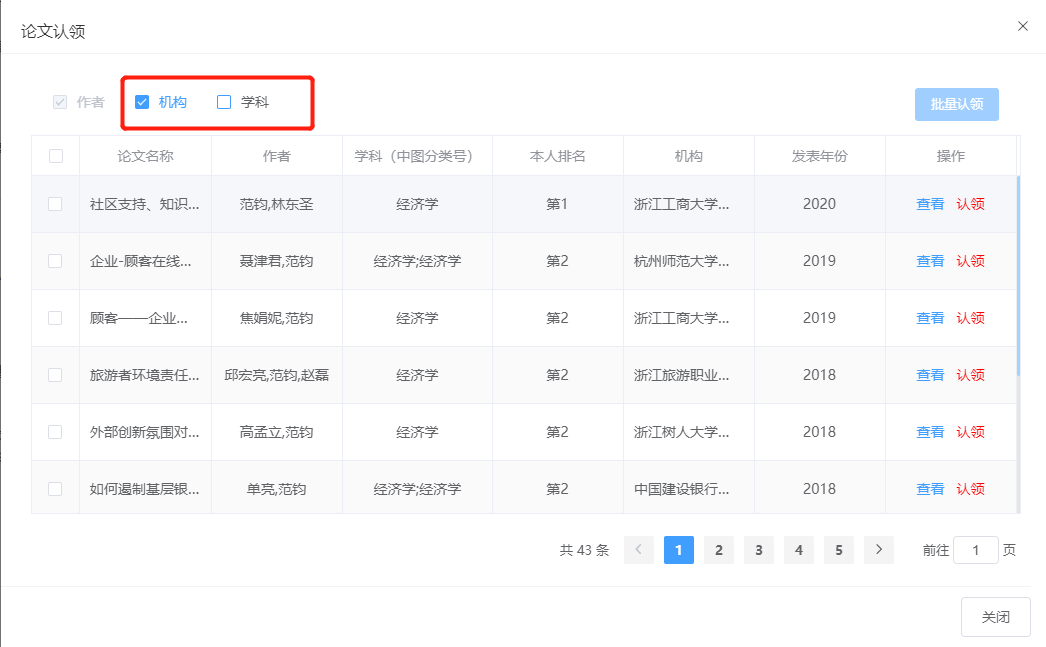 论文认领
作者 机构 学科 批量认领
论文名称 作者 学科（中图分类号） 本人排名 机构 发表年份 操作
社区支持、知识... 范钧,林东圣 经济学 第1 浙江工商大学... 2020 查看 认领
企业-顾客在线... 聂津君,范钧 经济学;经济学 第2 杭州师范大学... 2019 查看 认领
顾客——企业... 焦娟妮,范钧 经济学 第2 浙江工商大学... 2019 查看 认领
旅游者环境责任... 邱宏亮,范钧,赵磊 经济学 第2 浙江旅游职业... 2018 查看 认领
外部创新氛围对... 高孟立,范钧 经济学 第2 浙江树人大学... 2018 查看 认领
如何遏制基层银... 单亮,范钧 经济学;经济学 第2 中国建设银行... 2018 查看 认领
共 43 条 1 2 3 4 5 前往 1 页
关闭